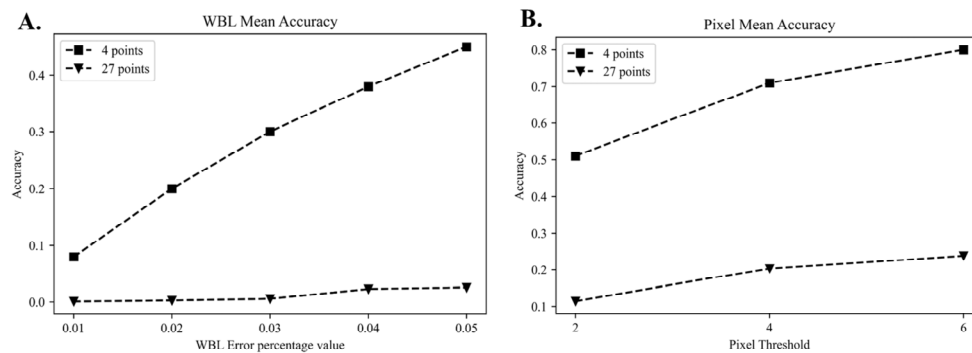 A.
WBL Mean Accuracy
4 points
27 points
0.4
0.3
0.2
0.1
0.0
Accuracy
0.01
0.02
0.03
0.04
0.05
WBL Error percentage value
B.
Pixel Mean Accuracy
4 points
27 points
0.8
0.7
0.6
0.5
0.4
0.3
0.2
0.1
Accuracy
2
4
6
Pixel Threshold